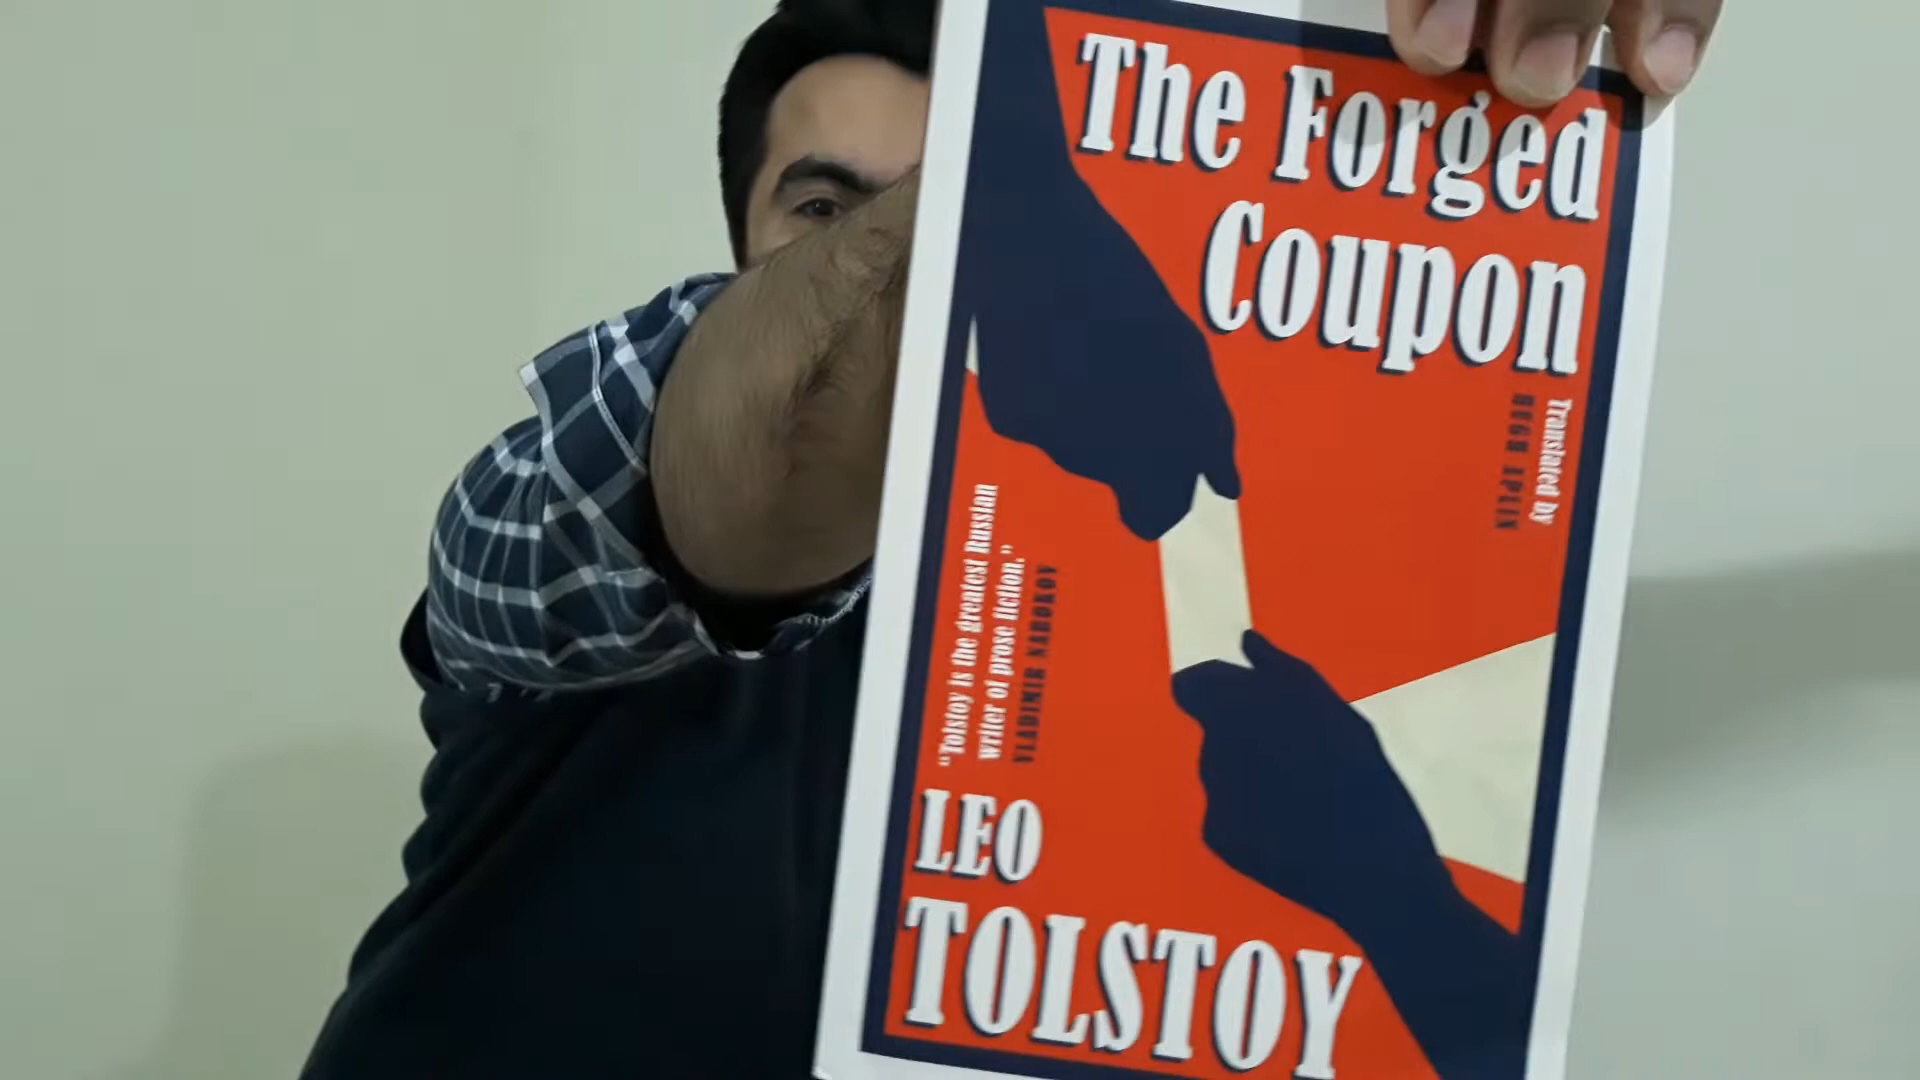 The Forged
Coupon
Translated by
HUGH APLIN
“Tolstoy is the greatest Russian
writer of prose fiction.”
VLADIMIR NABOKOV
LEO
TOLSTOY